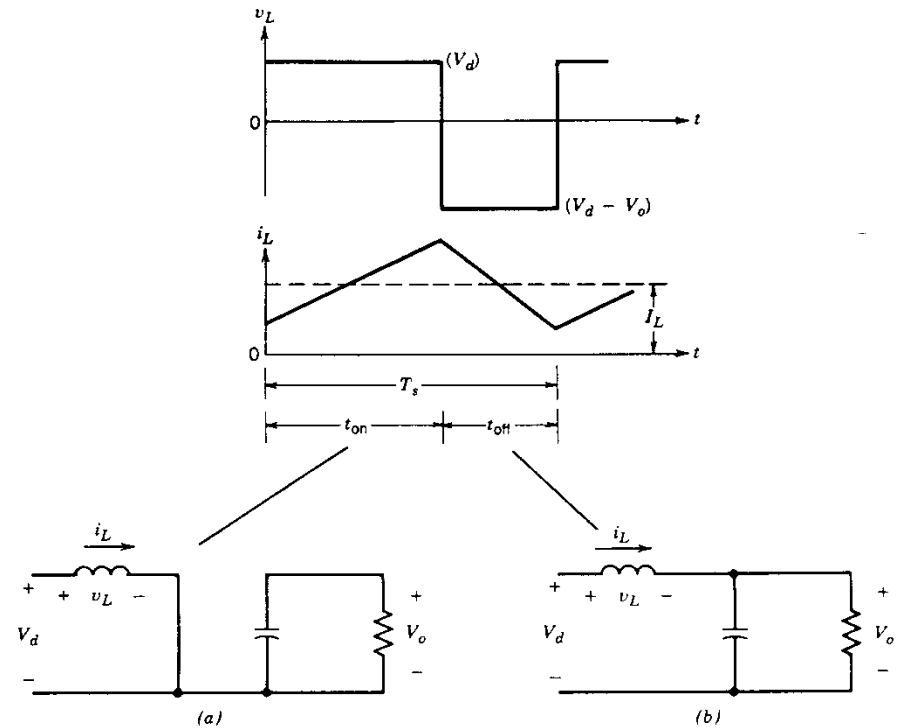 v_L
(V_d)
0
t
(V_d − V_o)
i_L
I_L
0
t
T_s
t_on
t_off
i_L
+ + v_L − +
V_d V_o
− −
(a)
i_L
+ + v_L − +
V_d V_o
− −
(b)